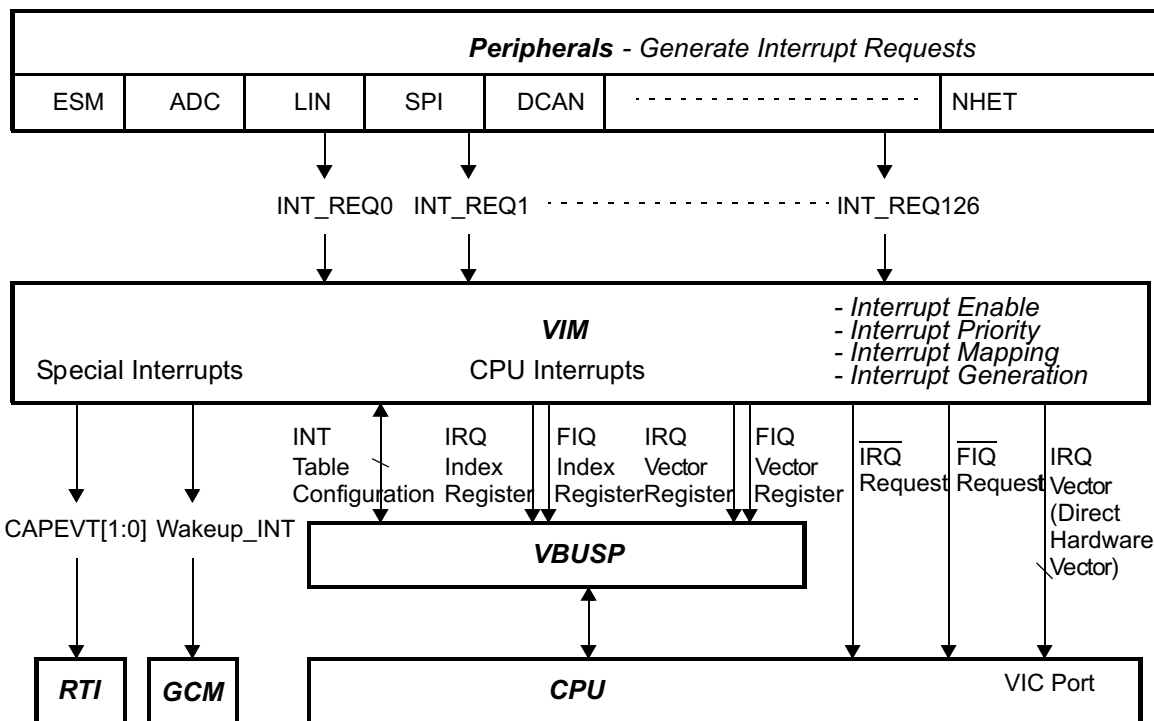 Peripherals - Generate Interrupt Requests
ESM ADC LIN SPI DCAN NHET
INT_REQ0 INT_REQ1 INT_REQ126
VIM
- Interrupt Enable
- Interrupt Priority
- Interrupt Mapping
- Interrupt Generation
Special Interrupts
CPU Interrupts
INT
Table
Configuration
IRQ
Index
Register
FIQ
Index
Register
IRQ
Vector
Register
FIQ
Vector
Register
IRQ
Request
FIQ
Request
IRQ
Vector
(Direct
Hardware
Vector)
CAPEVT[1:0] Wakeup_INT
VBUSP
RTI
GCM
CPU
VIC Port